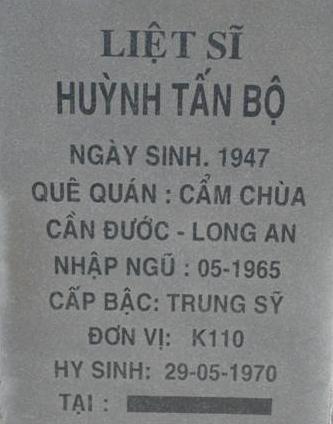 LIỆT SĨ
HUỲNH TẤN BỘ
NGÀY SINH. 1947
QUÊ QUÁN : CẨM CHÙA
CẦN ĐƯỚC - LONG AN
NHẬP NGŨ : 05-1965
CẤP BẬC: TRUNG SỸ
ĐƠN VỊ: K110
HY SINH: 29-05-1970
TẠI :